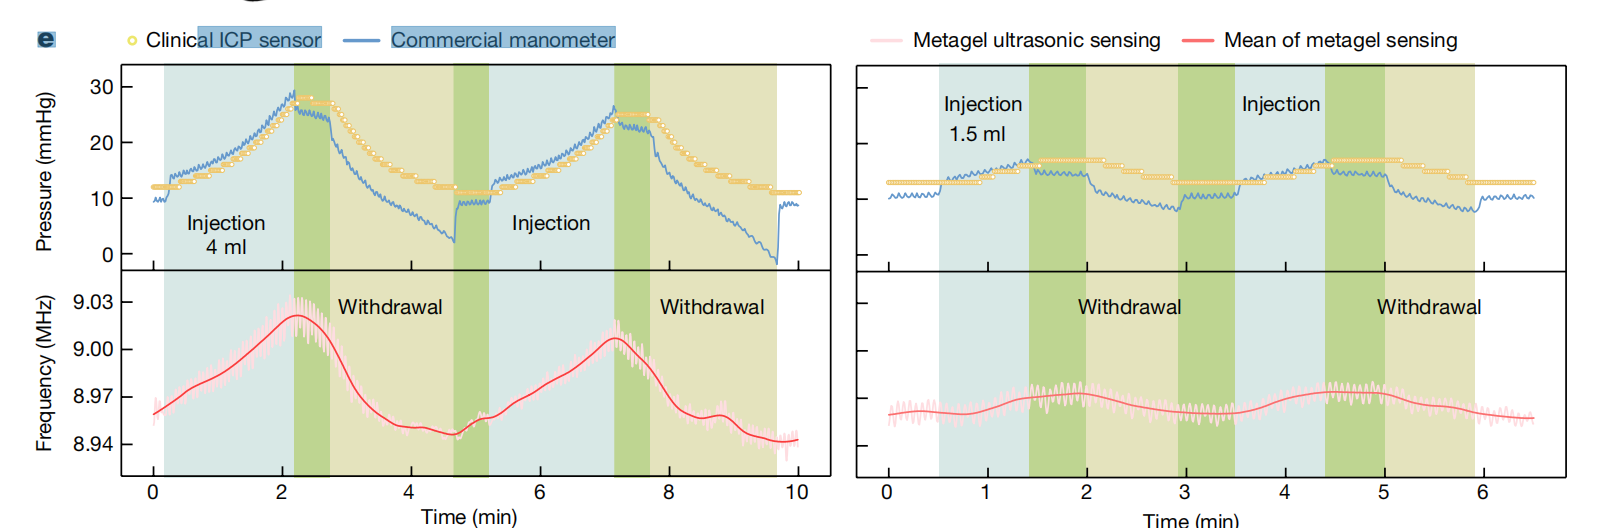 e
Clinical ICP sensor
Commercial manometer
Metagel ultrasonic sensing
Mean of metagel sensing
Pressure (mmHg)
30
20
10
0
Injection
4 ml
Injection
Injection
1.5 ml
Injection
Frequency (MHz)
9.03
9.00
8.97
8.94
Withdrawal
Withdrawal
Withdrawal
Withdrawal
0 2 4 6 8 10
Time (min)
0 1 2 3 4 5 6
Time (min)